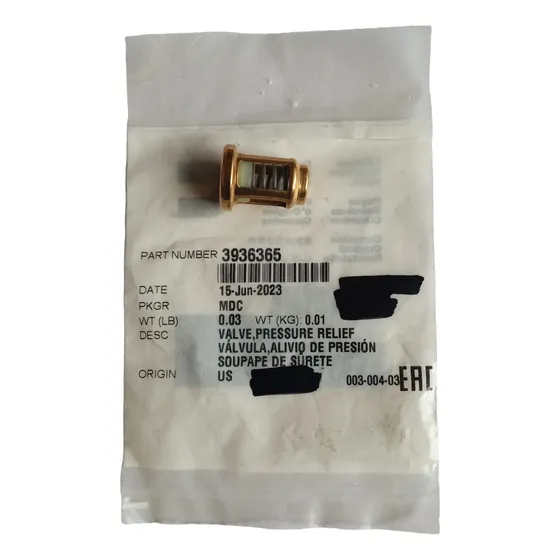 PART NUMBER 3936365
DATE 15-Jun-2023
PKGR MDC
WT (LB) 0.03 WT (KG): 0.01
DESC VALVE,PRESSURE RELIEF
VÁLVULA,ALIVIO DE PRESIÓN
SOUPAPE DE SÛRETE
ORIGIN US 003-004-03 EAC